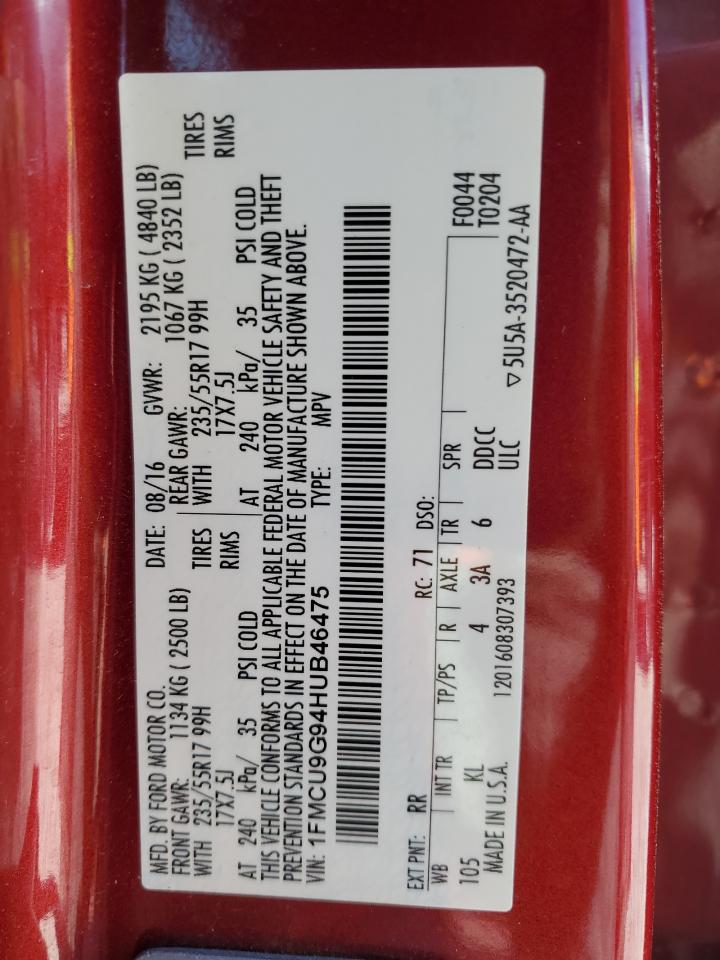 MFD. BY FORD MOTOR CO. DATE: 08/16 GVWR: 2195 KG ( 4840 LB)
FRONT GAWR: 1134 KG ( 2500 LB) REAR GAWR: 1067 KG ( 2352 LB)
WITH 235/55R17 99H TIRES WITH 235/55R17 99H TIRES
17X7.5J RIMS 17X7.5J RIMS
AT 240 kPa/ 35 PSI COLD AT 240 kPa/ 35 PSI COLD
THIS VEHICLE CONFORMS TO ALL APPLICABLE FEDERAL MOTOR VEHICLE SAFETY AND THEFT
PREVENTION STANDARDS IN EFFECT ON THE DATE OF MANUFACTURE SHOWN ABOVE.
VIN: 1FMCU9G94HUB46475 TYPE: MPV
EXT PNT: RR RC: 71 DSO:
WB INT TR TP/PS R AXLE TR SPR F0044
105 KL 4 3A 6 DDCC T0204
MADE IN U.S.A. 1201608307393 ULC
▽5U5A-3520472-AA